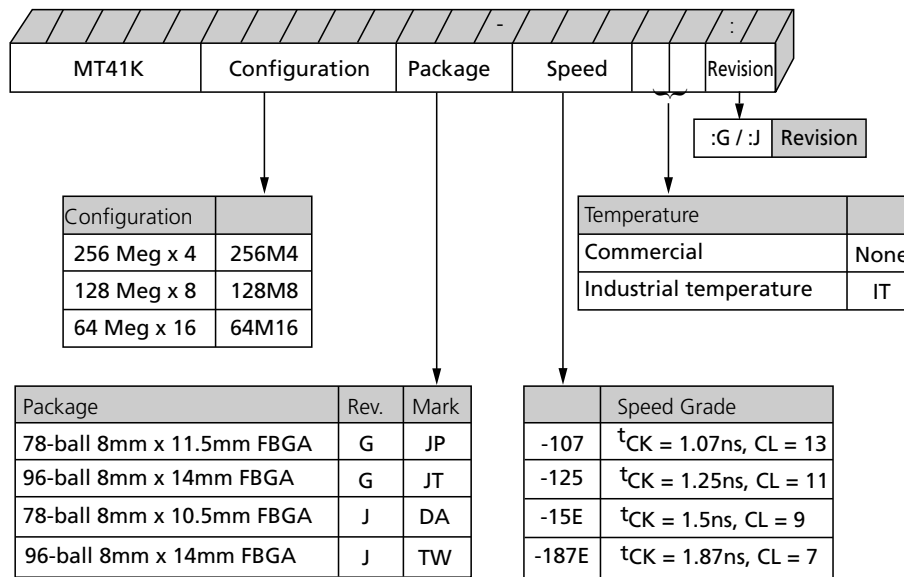 - :
MT41K Configuration Package Speed Revision
:G / :J Revision
Configuration
256 Meg x 4 256M4
128 Meg x 8 128M8
64 Meg x 16 64M16
Temperature
Commercial None
Industrial temperature IT
Package Rev. Mark
78-ball 8mm x 11.5mm FBGA G JP
96-ball 8mm x 14mm FBGA G JT
78-ball 8mm x 10.5mm FBGA J DA
96-ball 8mm x 14mm FBGA J TW
Speed Grade
-107 tCK = 1.07ns, CL = 13
-125 tCK = 1.25ns, CL = 11
-15E tCK = 1.5ns, CL = 9
-187E tCK = 1.87ns, CL = 7